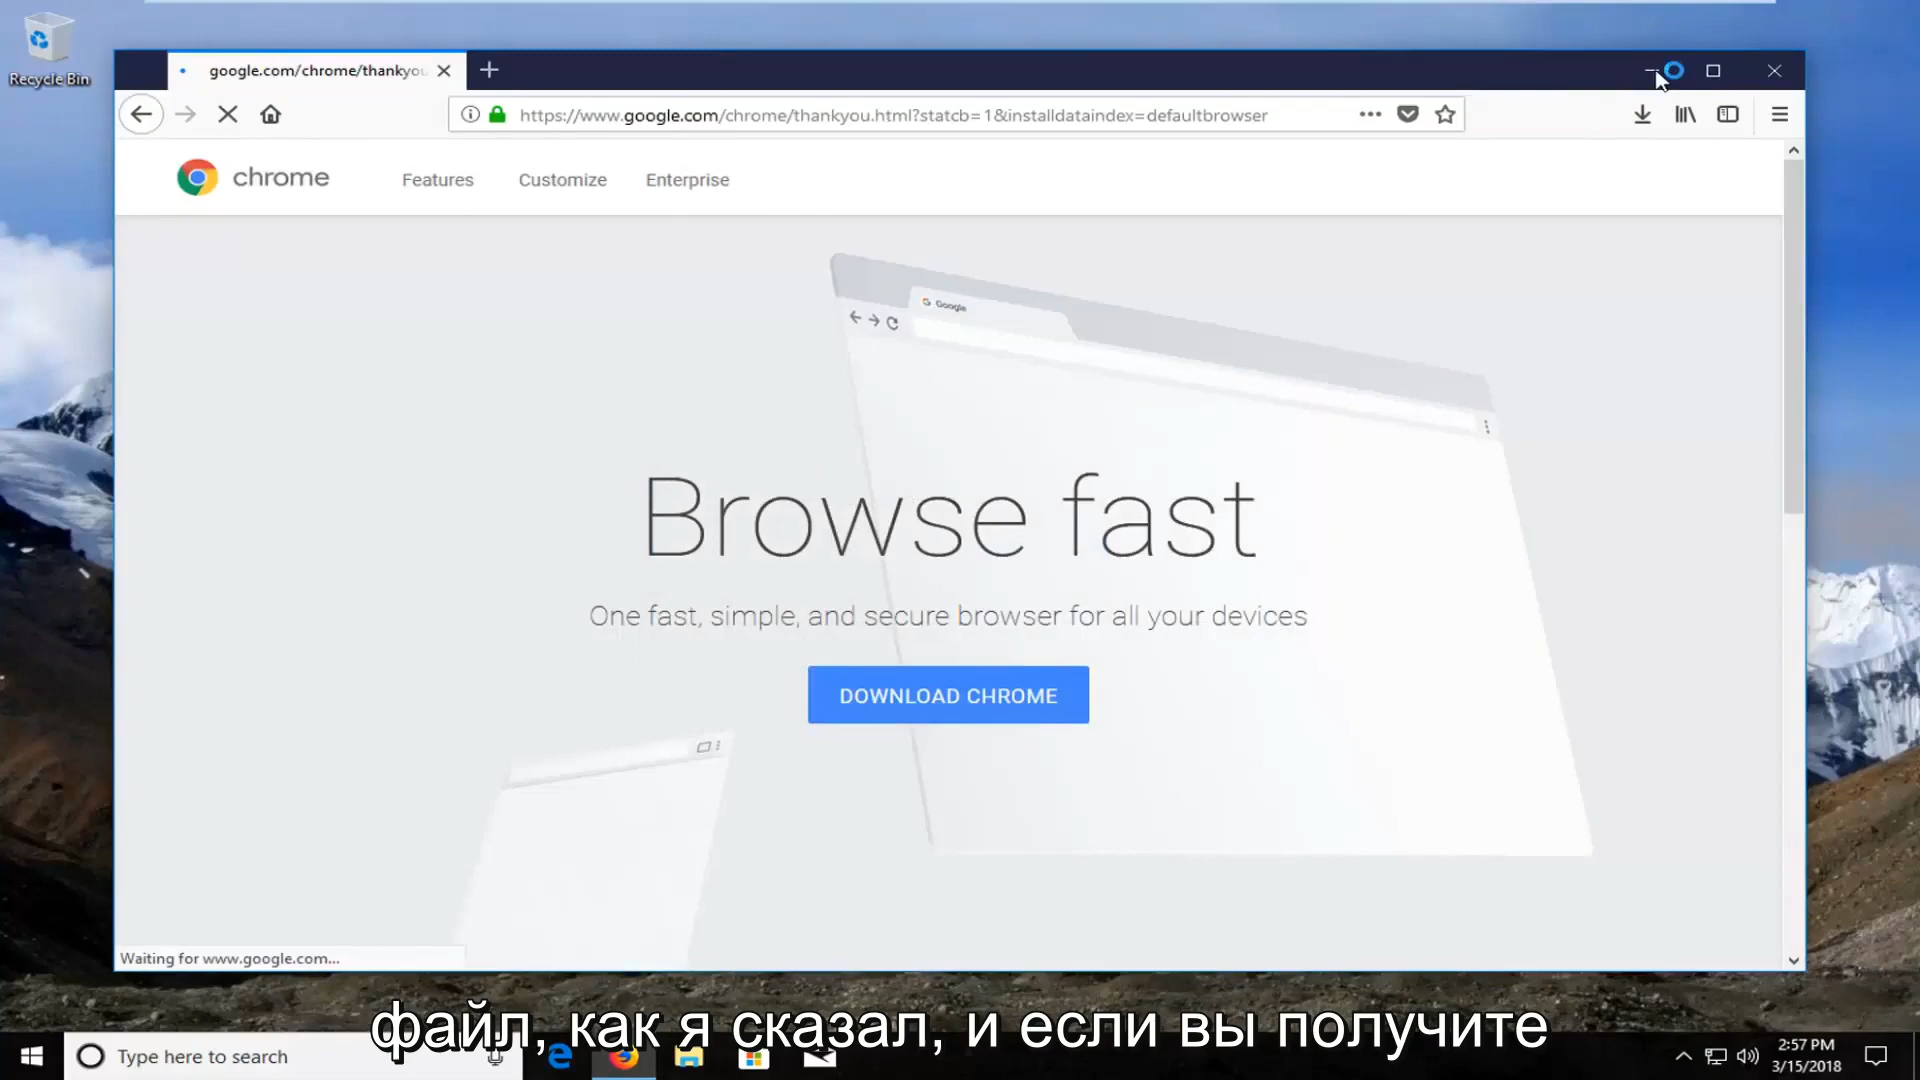 Recycle Bin
google.com/chrome/thankyou
https://www.google.com/chrome/thankyou.html?statcb=1&installdataindex=defaultbrowser
chrome
Features
Customize
Enterprise
Google
Browse fast
One fast, simple, and secure browser for all your devices
DOWNLOAD CHROME
Waiting for www.google.com...
файл, как я сказал, и если вы получите
Type here to search
2:57 PM
3/15/2018